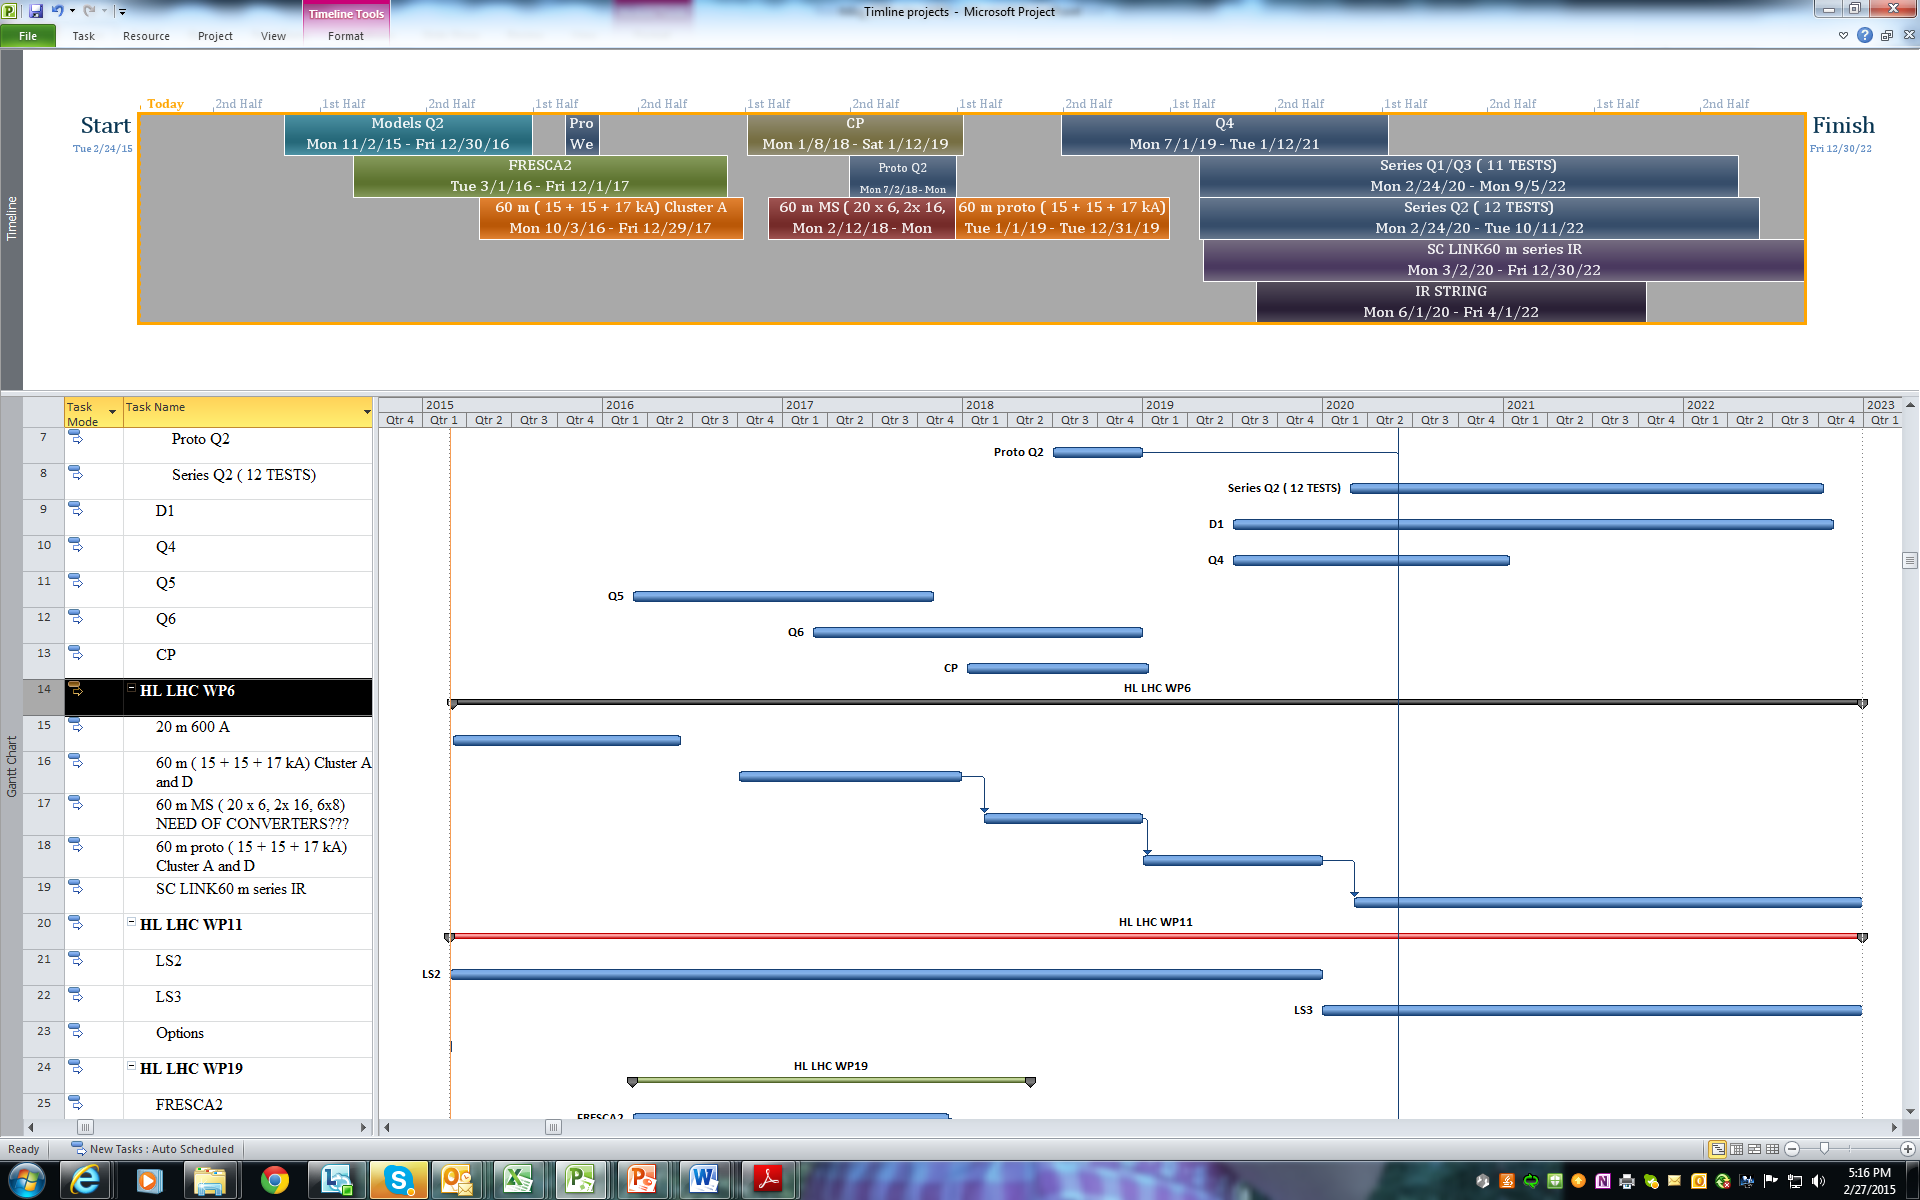 Timeline Tools
Timline projects - Microsoft Project
File
Task
Resource
Project
View
Format
Timeline
Today
2nd Half
1st Half
2nd Half
1st Half
2nd Half
1st Half
2nd Half
1st Half
2nd Half
1st Half
2nd Half
1st Half
2nd Half
1st Half
2nd Half
Start
Tue 2/24/15
Finish
Fri 12/30/22
Models Q2
Mon 11/2/15 - Fri 12/30/16
Pro
We
CP
Mon 1/8/18 - Sat 1/12/19
Q4
Mon 7/1/19 - Tue 1/12/21
FRESCA2
Tue 3/1/16 - Fri 12/1/17
Proto Q2
Mon 7/2/18 - Mon
Series Q1/Q3 ( 11 TESTS)
Mon 2/24/20 - Mon 9/5/22
60 m ( 15 + 15 + 17 kA) Cluster A
Mon 10/3/16 - Fri 12/29/17
60 m MS ( 20 x 6, 2x 16,
Mon 2/12/18 - Mon
60 m proto ( 15 + 15 + 17 kA)
Tue 1/1/19 - Tue 12/31/19
Series Q2 ( 12 TESTS)
Mon 2/24/20 - Tue 10/11/22
SC LINK60 m series IR
Mon 3/2/20 - Fri 12/30/22
IR STRING
Mon 6/1/20 - Fri 4/1/22
Gantt Chart
Task Mode
Task Name
2015 2016 2017 2018 2019 2020 2021 2022 2023
Qtr 4 Qtr 1 Qtr 2 Qtr 3 Qtr 4 Qtr 1 Qtr 2 Qtr 3 Qtr 4 Qtr 1 Qtr 2 Qtr 3 Qtr 4 Qtr 1 Qtr 2 Qtr 3 Qtr 4 Qtr 1 Qtr 2 Qtr 3 Qtr 4 Qtr 1 Qtr 2 Qtr 3 Qtr 4 Qtr 1 Qtr 2 Qtr 3 Qtr 4 Qtr 1 Qtr 2 Qtr 3 Qtr 4 Qtr 1
7 Proto Q2
Proto Q2
8 Series Q2 ( 12 TESTS)
Series Q2 ( 12 TESTS)
9 D1
D1
10 Q4
Q4
11 Q5
Q5
12 Q6
Q6
13 CP
CP
14 HL LHC WP6
HL LHC WP6
15 20 m 600 A
16 60 m ( 15 + 15 + 17 kA) Cluster A
and D
17 60 m MS ( 20 x 6, 2x 16, 6x8)
NEED OF CONVERTERS???
18 60 m proto ( 15 + 15 + 17 kA)
Cluster A and D
19 SC LINK60 m series IR
20 HL LHC WP11
HL LHC WP11
21 LS2
LS2
22 LS3
LS3
23 Options
24 HL LHC WP19
HL LHC WP19
25 FRESCA2
FRESCA2
Ready
New Tasks : Auto Scheduled
5:16 PM
2/27/2015